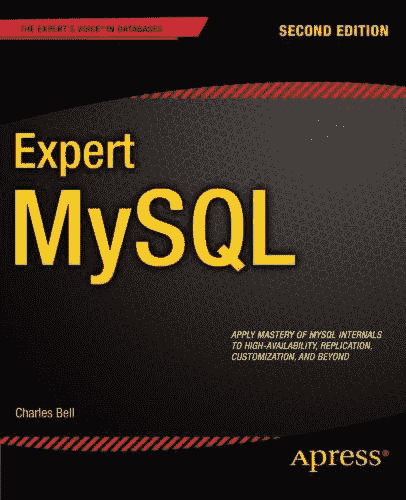 THE EXPERT'S VOICE® IN DATABASES
SECOND EDITION
Expert
MySQL
APPLY MASTERY OF MYSQL INTERNALS
TO HIGH-AVAILABILITY, REPLICATION,
CUSTOMIZATION, AND BEYOND
Charles Bell
Apress®